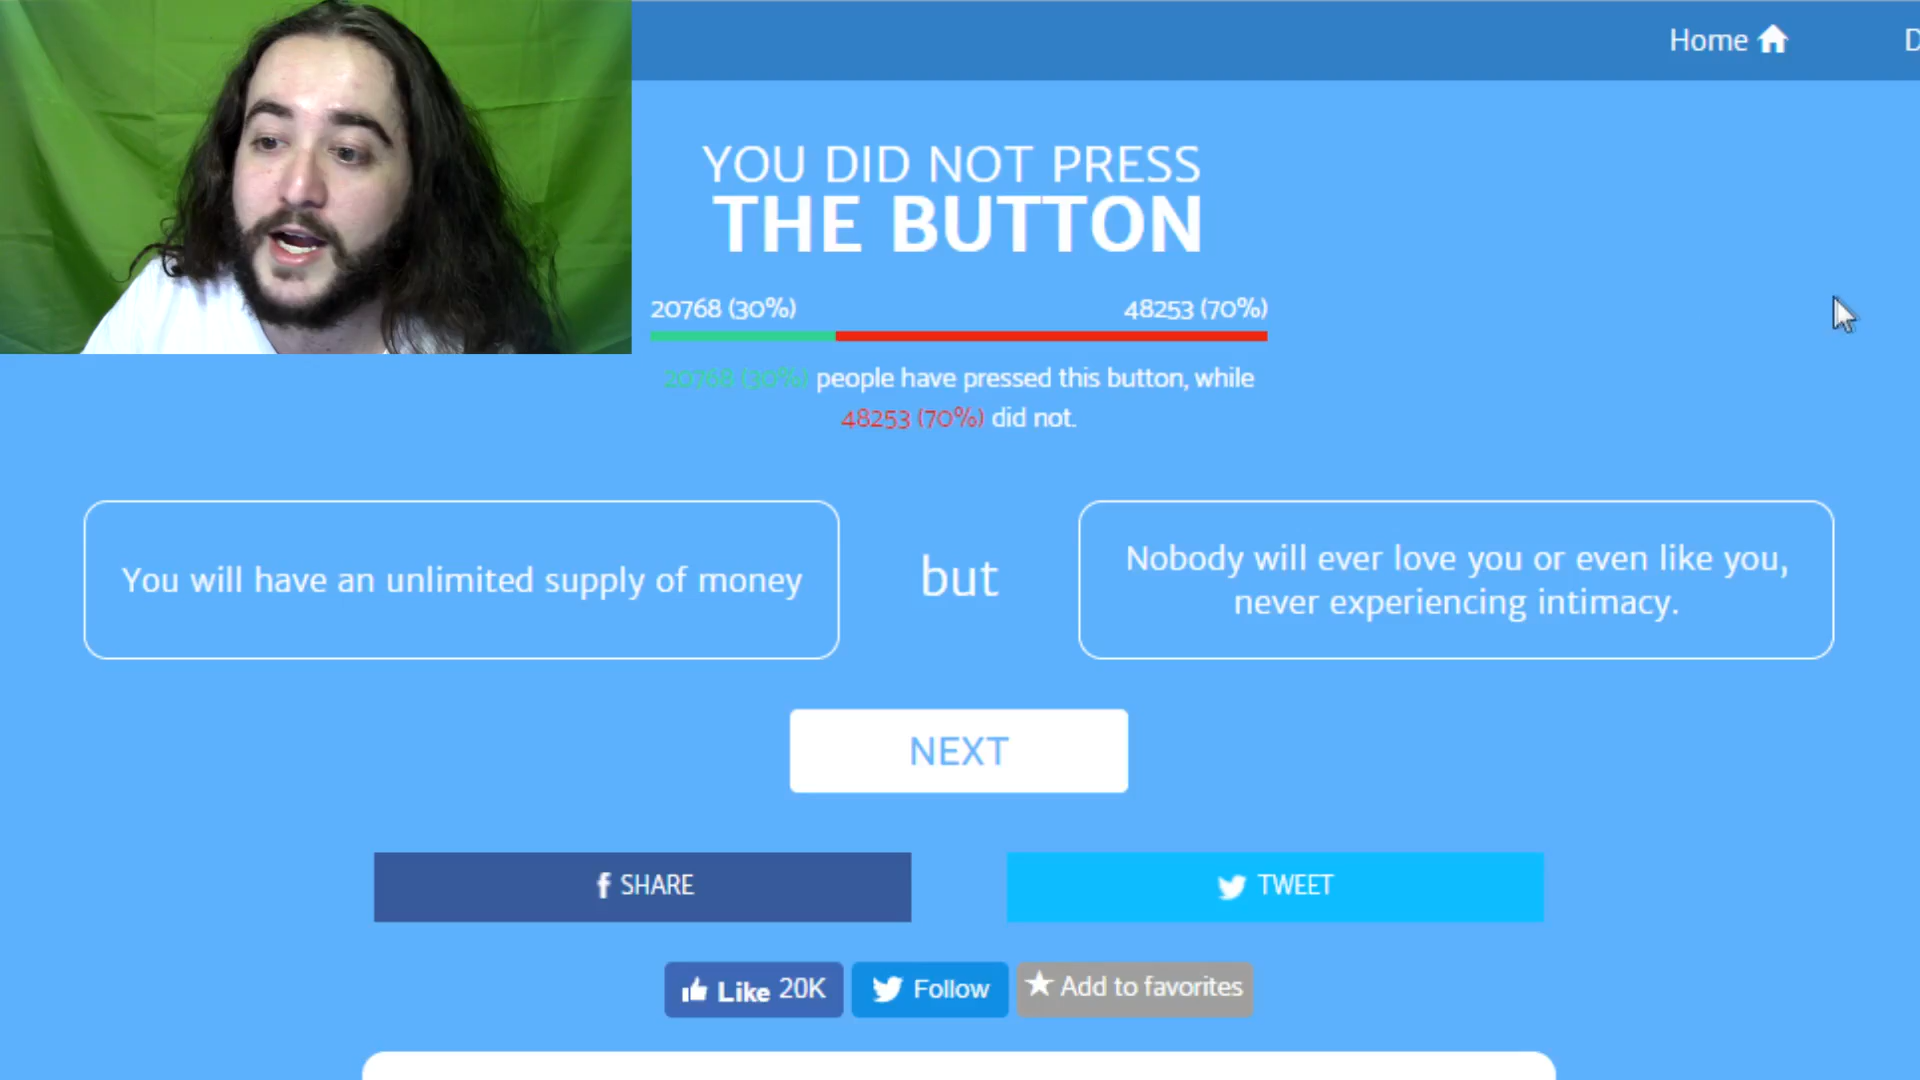 Home
D
YOU DID NOT PRESS
THE BUTTON
20768 (30%) 48253 (70%)
20768 (30%) people have pressed this button, while
48253 (70%) did not.
You will have an unlimited supply of money
but
Nobody will ever love you or even like you,
never experiencing intimacy.
NEXT
f SHARE
TWEET
Like 20K
Follow
Add to favorites